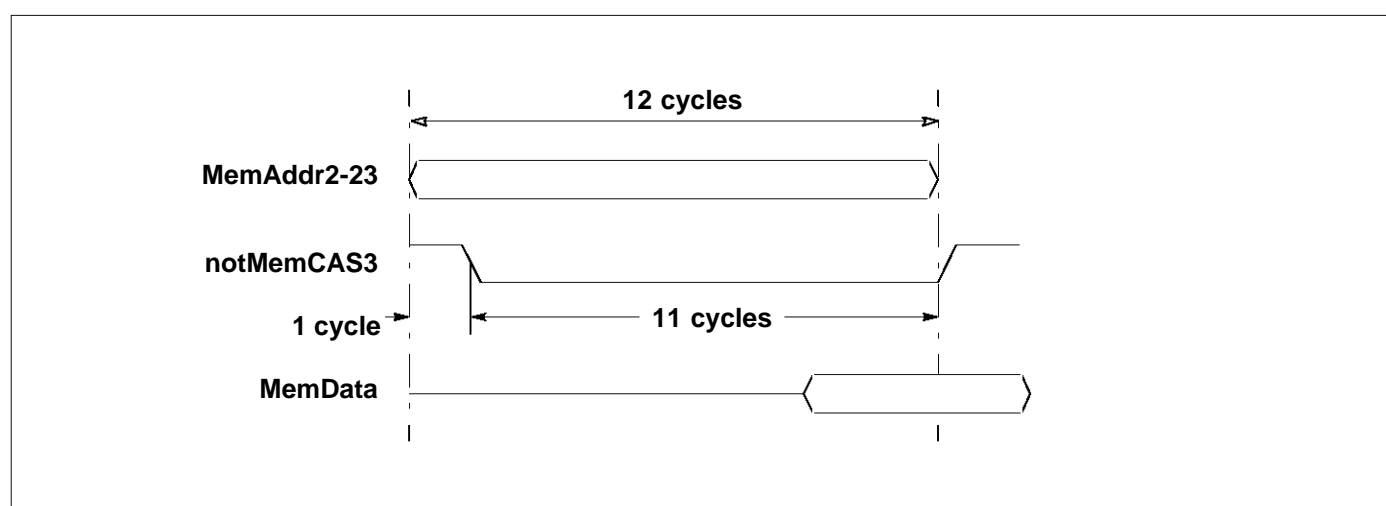 12 cycles
MemAddr2-23
notMemCAS3
1 cycle
11 cycles
MemData